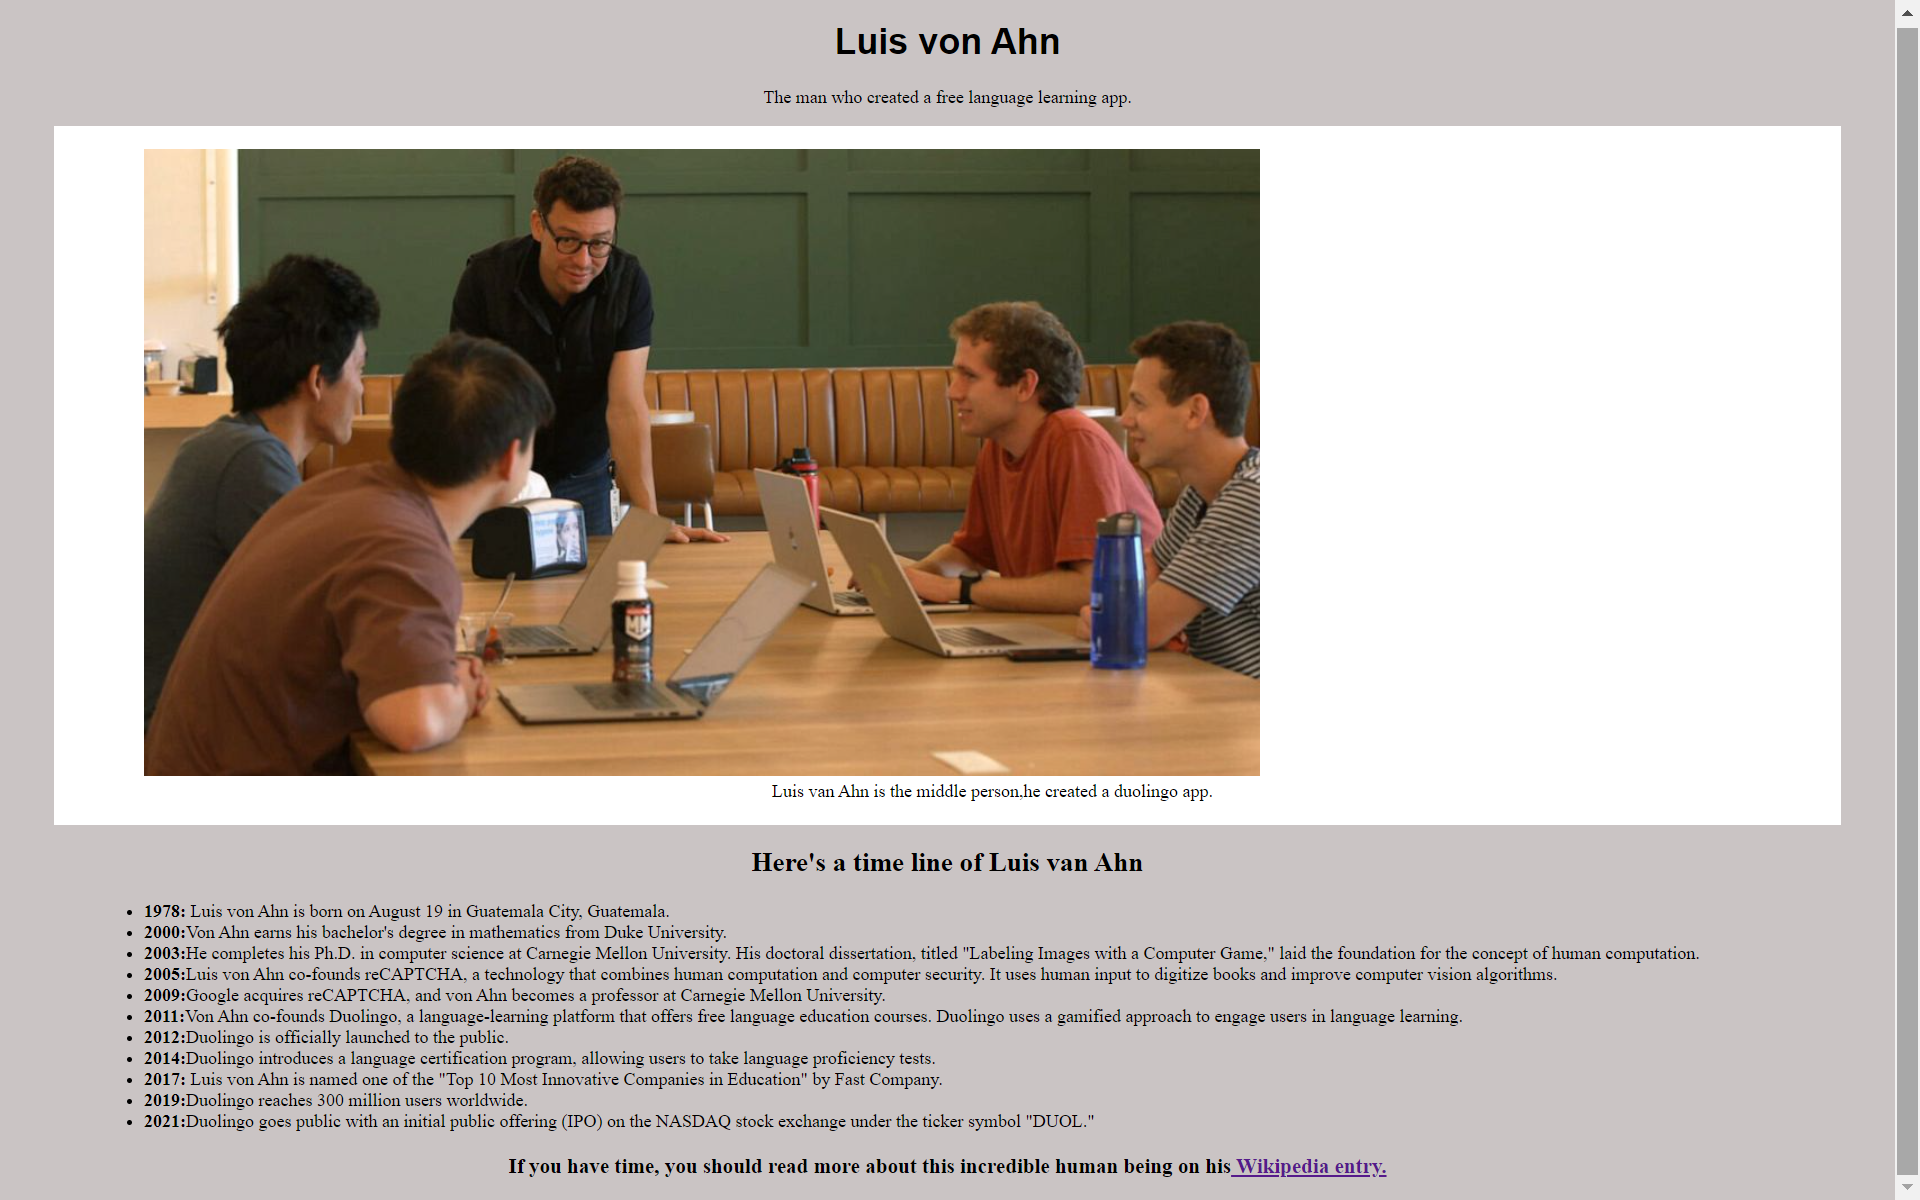 Luis von Ahn
The man who created a free language learning app.
Luis van Ahn is the middle person,he created a duolingo app.
Here's a time line of Luis van Ahn
1978: Luis von Ahn is born on August 19 in Guatemala City, Guatemala.
2000:Von Ahn earns his bachelor's degree in mathematics from Duke University.
2003:He completes his Ph.D. in computer science at Carnegie Mellon University. His doctoral dissertation, titled "Labeling Images with a Computer Game," laid the foundation for the concept of human computation.
2005:Luis von Ahn co-founds reCAPTCHA, a technology that combines human computation and computer security. It uses human input to digitize books and improve computer vision algorithms.
2009:Google acquires reCAPTCHA, and von Ahn becomes a professor at Carnegie Mellon University.
2011:Von Ahn co-founds Duolingo, a language-learning platform that offers free language education courses. Duolingo uses a gamified approach to engage users in language learning.
2012:Duolingo is officially launched to the public.
2014:Duolingo introduces a language certification program, allowing users to take language proficiency tests.
2017: Luis von Ahn is named one of the "Top 10 Most Innovative Companies in Education" by Fast Company.
2019:Duolingo reaches 300 million users worldwide.
2021:Duolingo goes public with an initial public offering (IPO) on the NASDAQ stock exchange under the ticker symbol "DUOL."
If you have time, you should read more about this incredible human being on his Wikipedia entry.